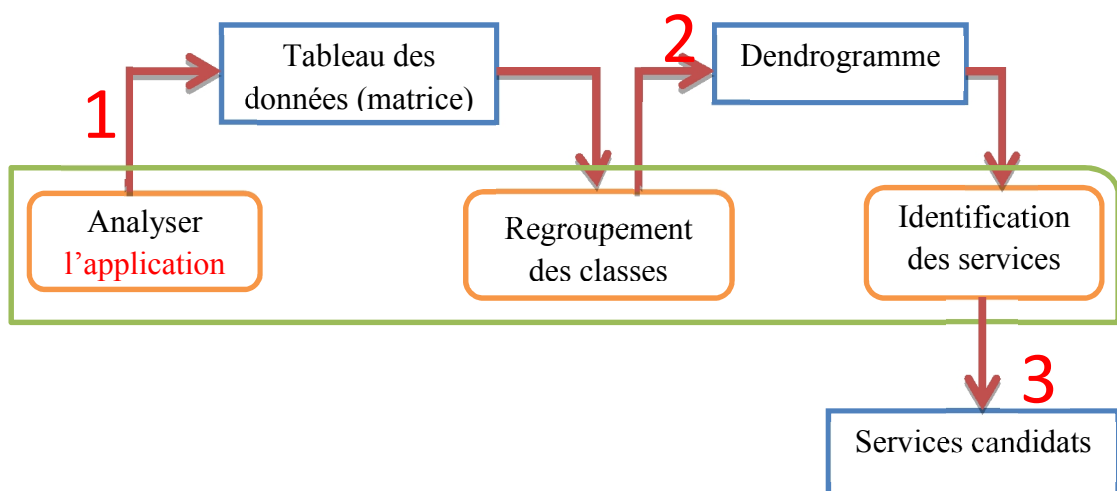 1
Tableau des
données (matrice)
2
Dendrogramme
Analyser
l'application
Regroupement
des classes
Identification
des services
3
Services candidats